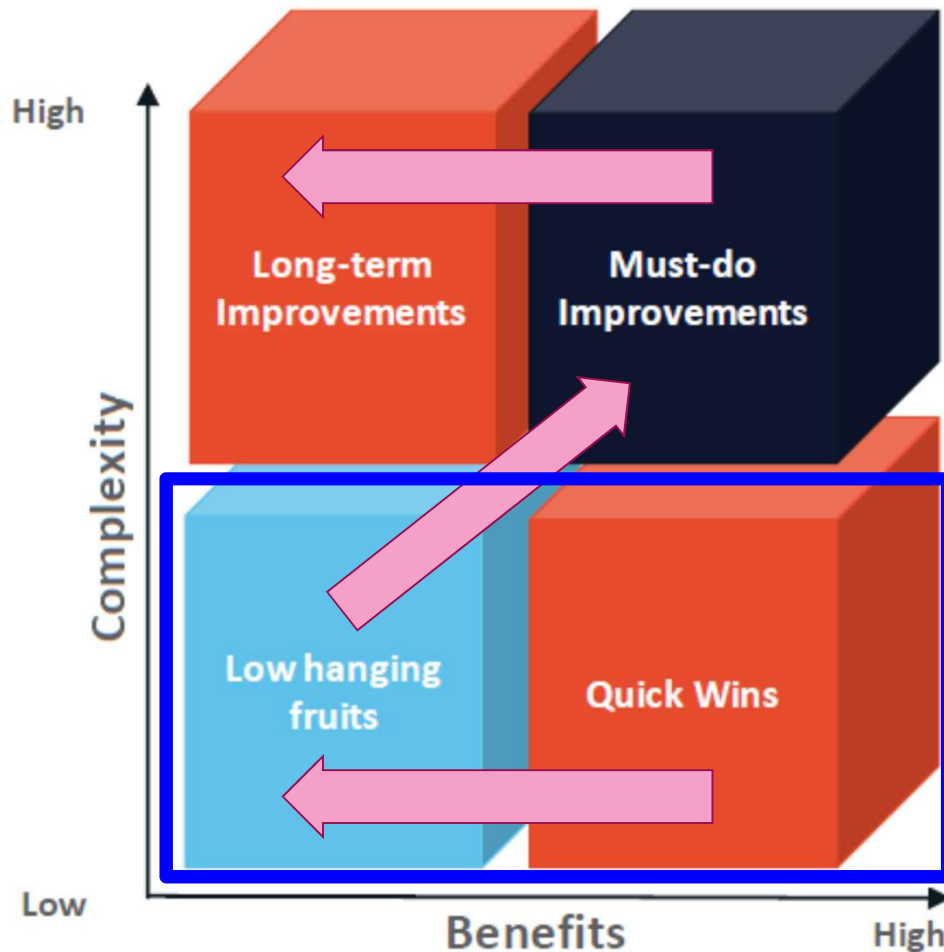 High
Long-term
Improvements
Must-do
Improvements
Complexity
Low hanging
fruits
Quick Wins
Low
Benefits
High